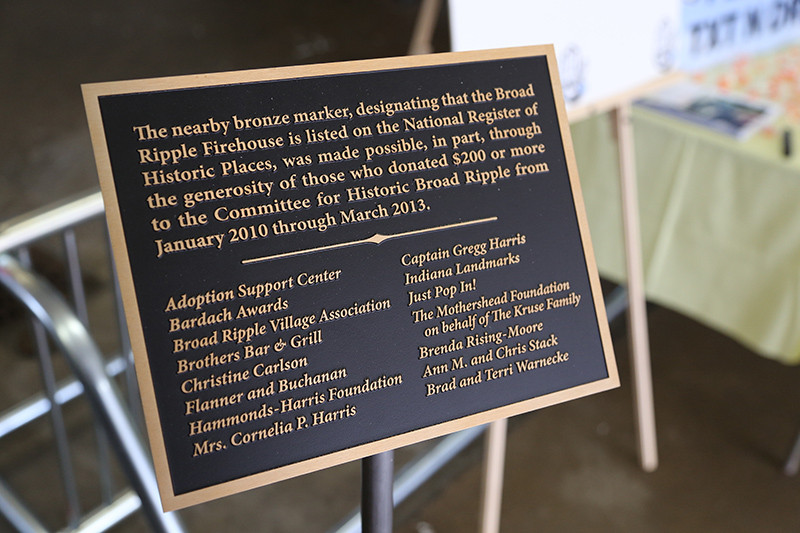 The nearby bronze marker, designating that the Broad
Ripple Firehouse is listed on the National Register of
Historic Places, was made possible, in part, through
the generosity of those who donated $200 or more
to the Committee for Historic Broad Ripple from
January 2010 through March 2013.
Adoption Support Center
Bardach Awards
Broad Ripple Village Association
Brothers Bar & Grill
Christine Carlson
Flanner and Buchanan
Hammonds-Harris Foundation
Mrs. Cornelia P. Harris
Captain Gregg Harris
Indiana Landmarks
Just Pop In!
The Mothershead Foundation
on behalf of The Kruse Family
Brenda Rising-Moore
Ann M. and Chris Stack
Brad and Terri Warnecke
TXT N